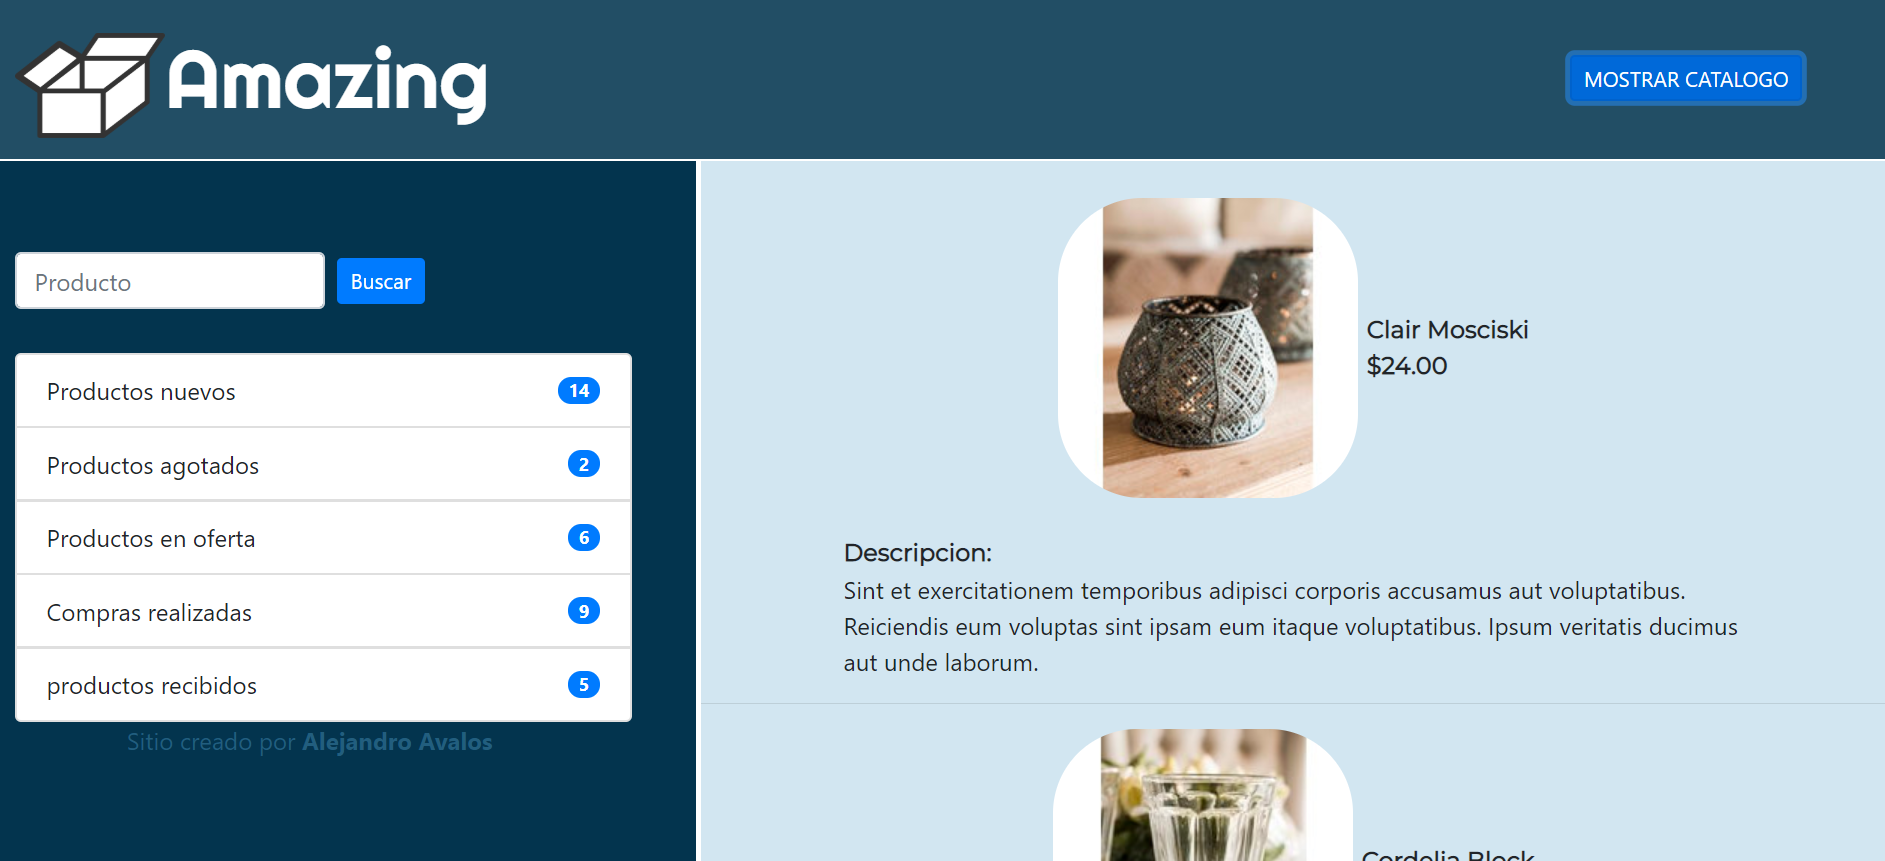 Amazing
MOSTRAR CATALOGO
Producto
Buscar
Productos nuevos 14
Productos agotados 2
Productos en oferta 6
Compras realizadas 9
productos recibidos 5
Sitio creado por Alejandro Avalos
Clair Mosciski
$24.00
Descripcion:
Sint et exercitationem temporibus adipisci corporis accusamus aut voluptatibus.
Reiciendis eum voluptas sint ipsam eum itaque voluptatibus. Ipsum veritatis ducimus
aut unde laborum.
Cordelia Block